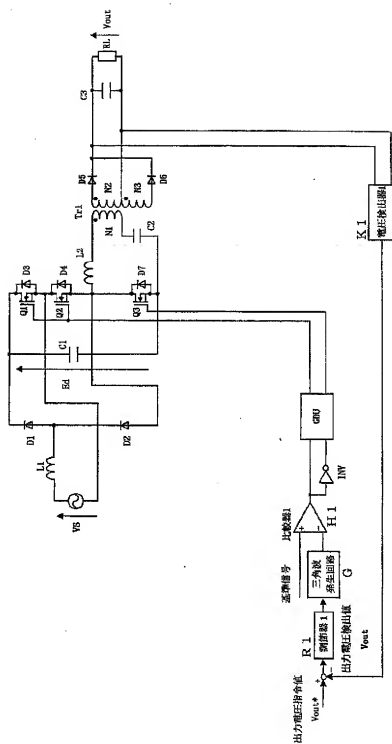 Vout
RL
C3
D5
D6
N2
N3
Tr1
N1
C2
L2
D3
D4
D7
Q1
Q2
Q3
C1
Ed
D1
D2
L1
VS
K1
電圧検出器1
GDU
INV
比較器1
H1
基準信号
三角波
発生回路
G
R1
調節器1
出力電圧指令値
Vout*
出力電圧検出値
Vout